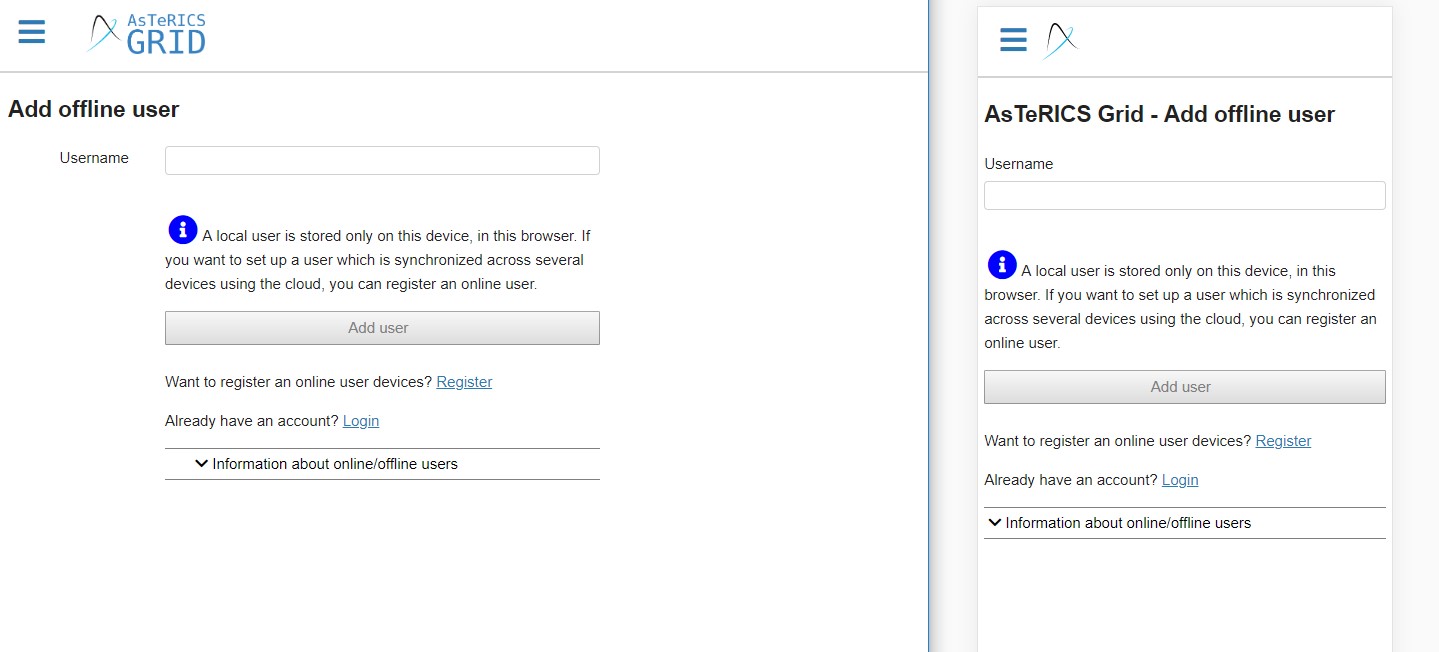 AsTeRICS
GRID
Add offline user
Username
A local user is stored only on this device, in this browser. If
you want to set up a user which is synchronized across several
devices using the cloud, you can register an online user.
Add user
Want to register an online user devices? Register
Already have an account? Login
Information about online/offline users
AsTeRICS Grid - Add offline user
Username
A local user is stored only on this device, in this
browser. If you want to set up a user which is synchronized
across several devices using the cloud, you can register an
online user.
Add user
Want to register an online user devices? Register
Already have an account? Login
Information about online/offline users